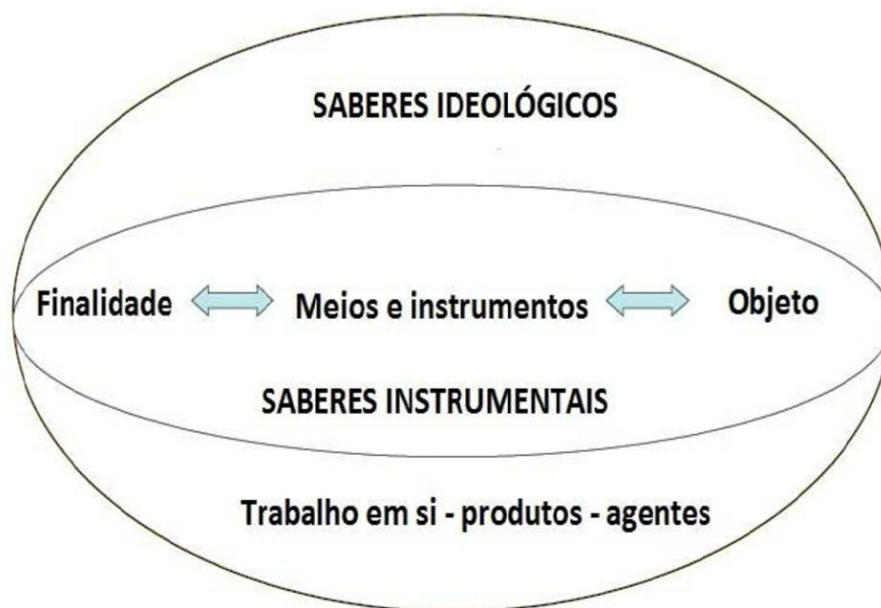 SABERES IDEOLÓGICOS
Finalidade Meios e instrumentos Objeto
SABERES INSTRUMENTAIS
Trabalho em si - produtos - agentes